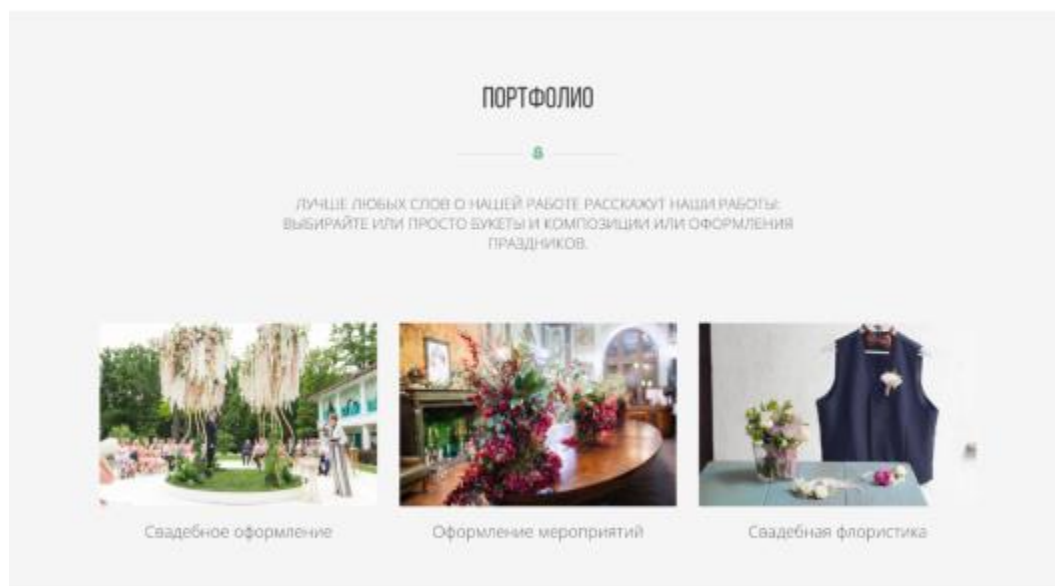 ПОРТФОЛИО
8
ЛУЧШЕ ЛЮБЫХ СЛОВ О НАШЕЙ РАБОТЕ РАССКАЖУТ НАШИ РАБОТЫ:
ВЫБИРАЙТЕ ИЛИ ПРОСТО БУКЕТЫ И КОМПОЗИЦИИ ИЛИ ОФОРМЛЕНИЯ
ПРАЗДНИКОВ.
Свадебное оформление
Оформление мероприятий
Свадебная флористика